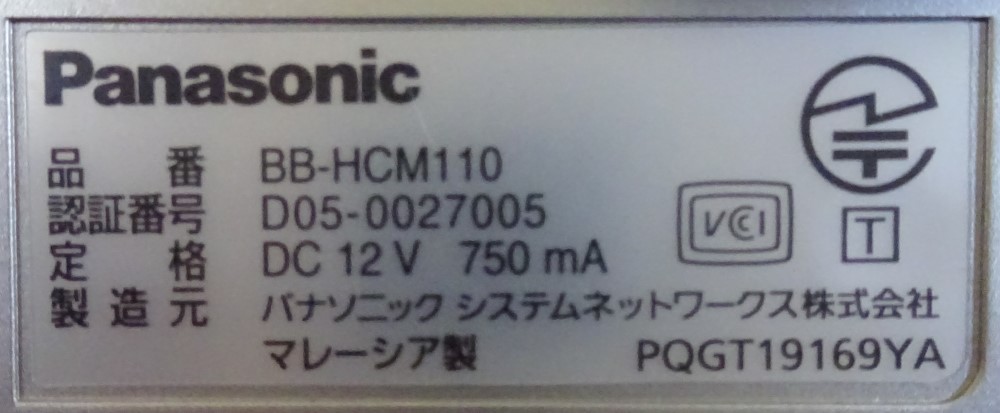 Panasonic
品 番 BB-HCM110
認証番号 D05-0027005
定 格 DC 12 V 750 mA
製 造 元 パナソニック システムネットワークス株式会社
マレーシア製 PQGT19169YA
VCCI
T